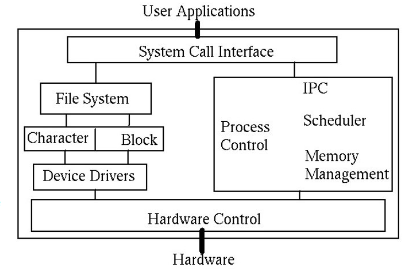 User Applications
System Call Interface
File System
Character
Block
Device Drivers
Process
Control
IPC
Scheduler
Memory
Management
Hardware Control
Hardware